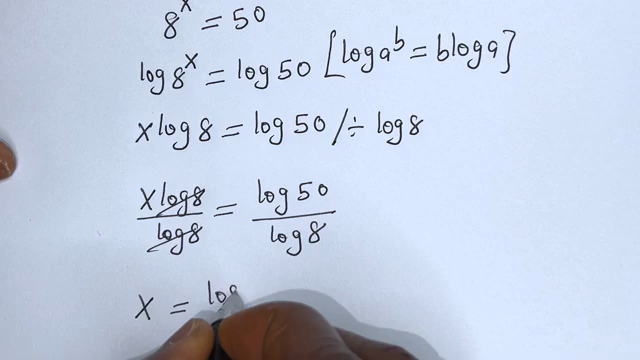 8^x = 50
log 8^x = log 50 [log a^b = b log a]
x log 8 = log 50 / ÷ log 8
x log 8 / log 8 = log 50 / log 8
x = log